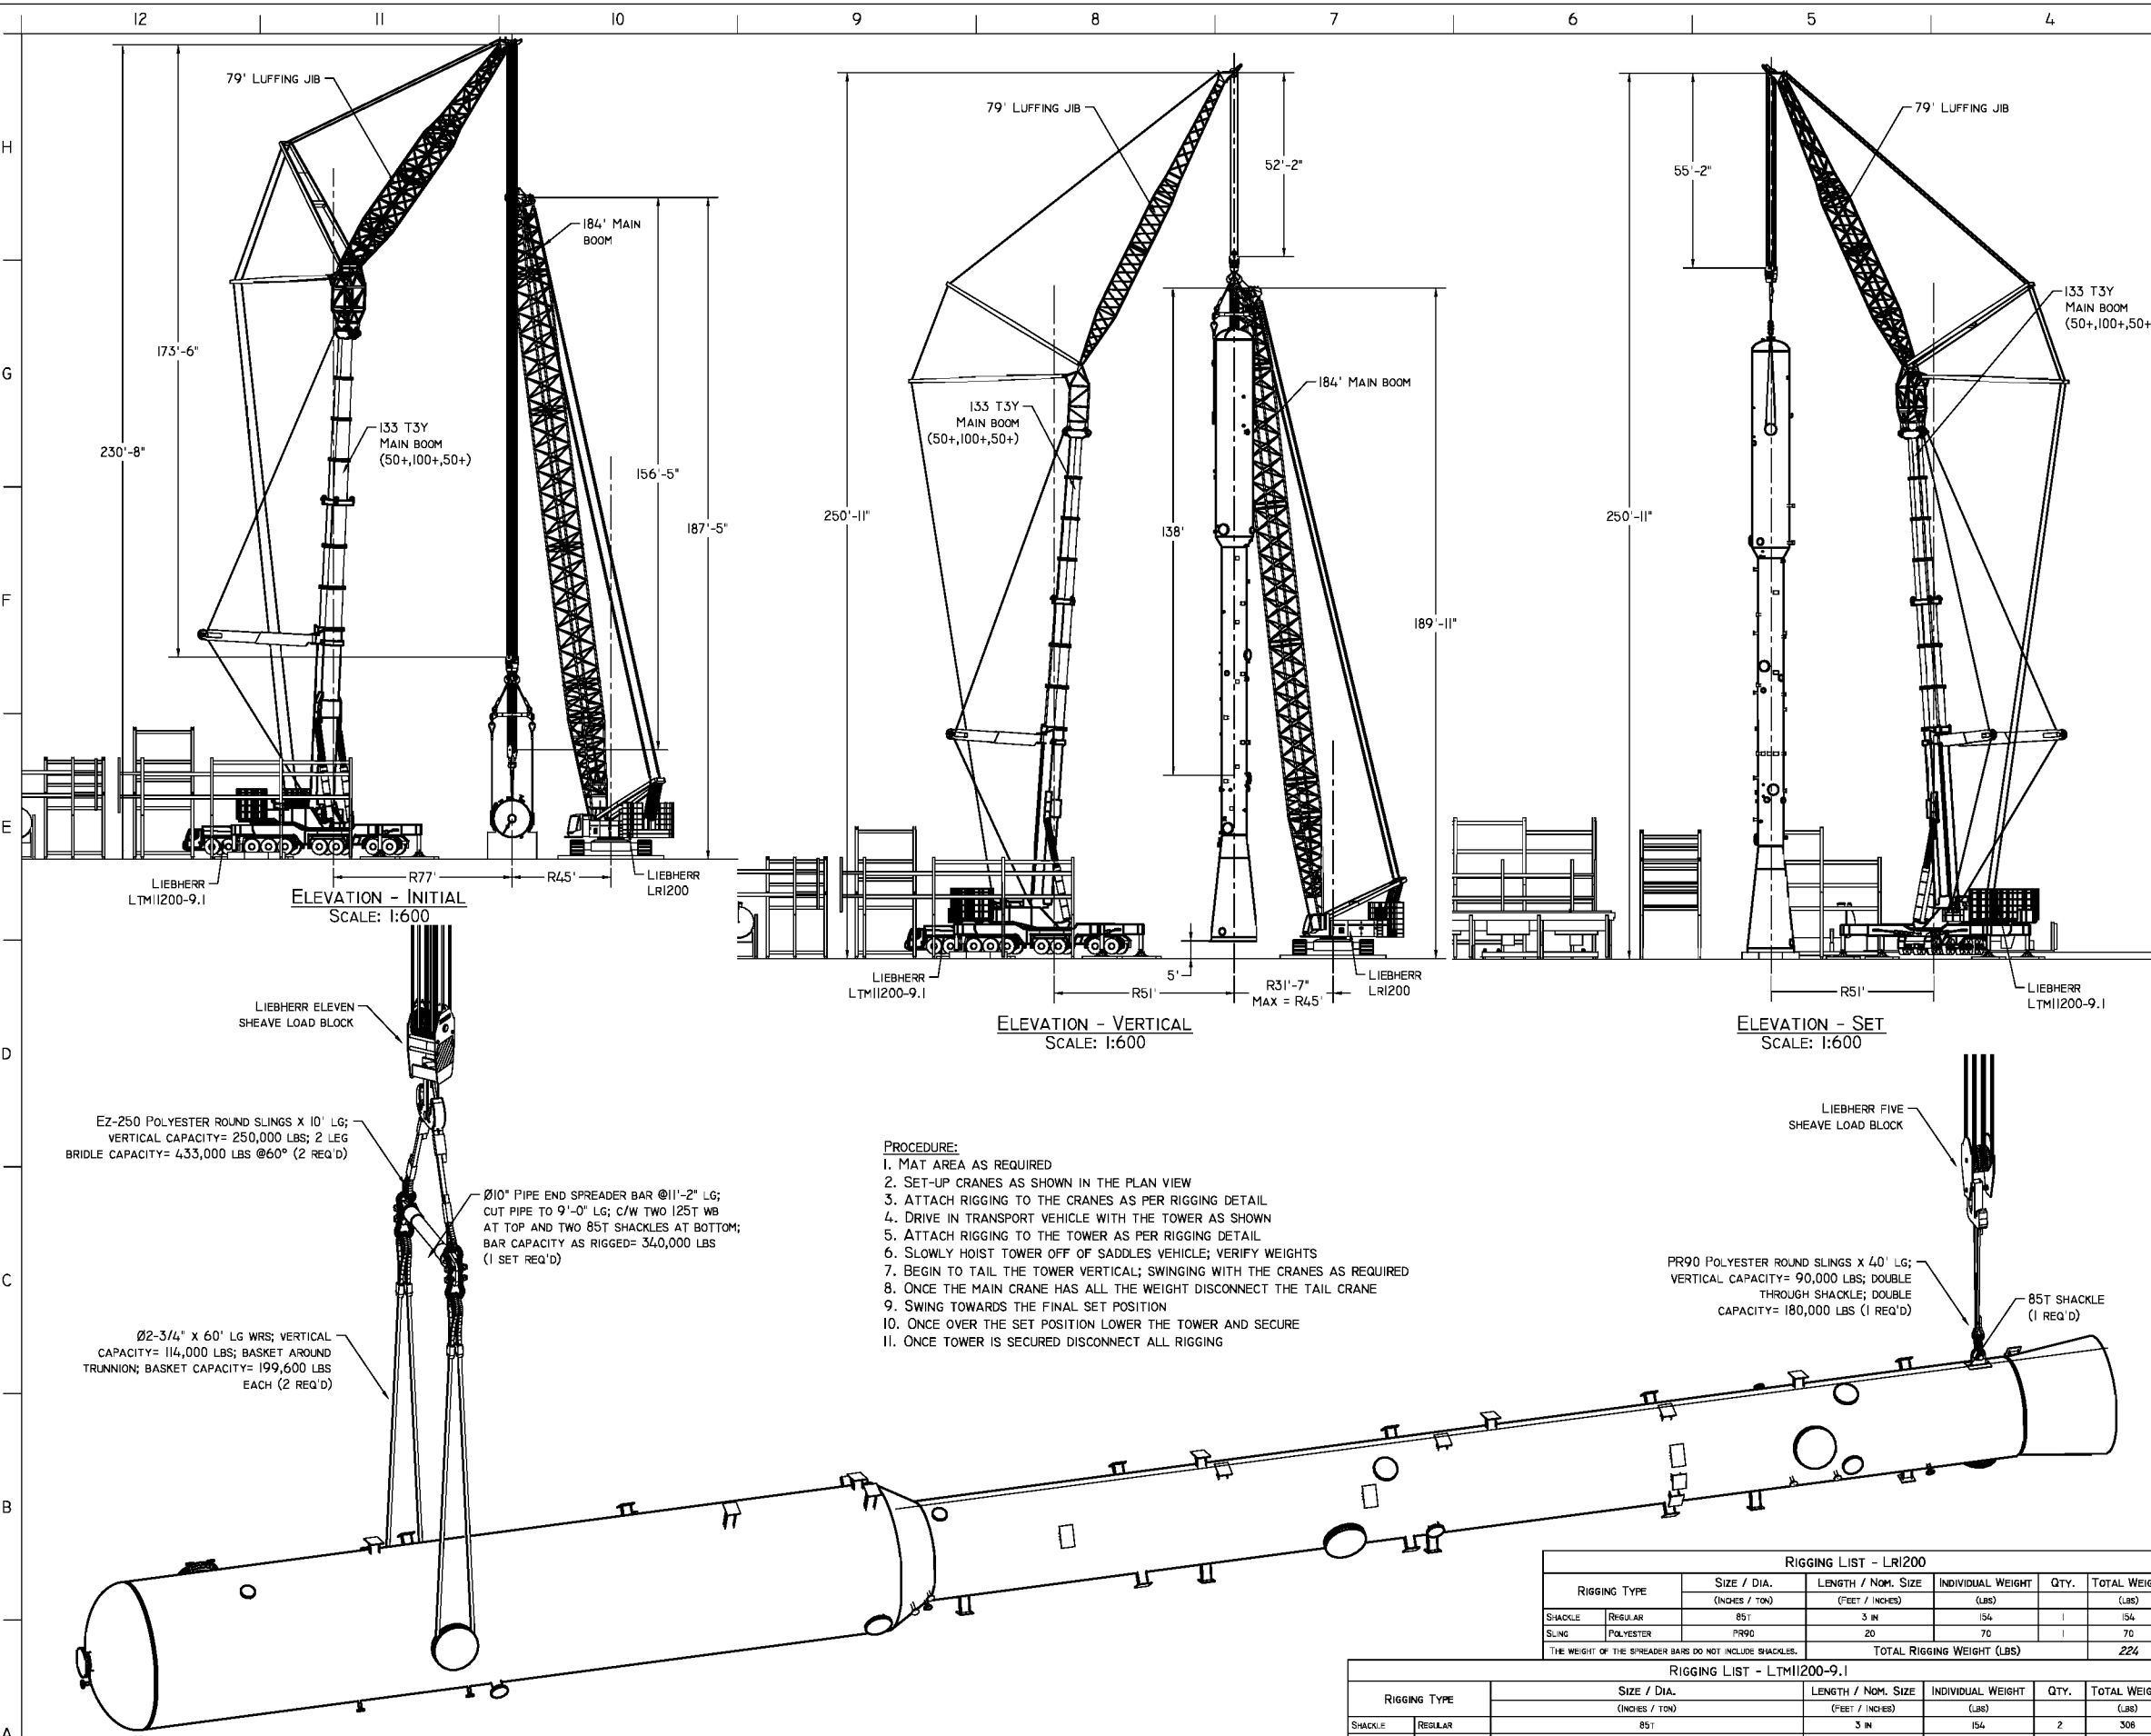 12 11 10 9 8 7 6 5 4
H
G
F
E
D
C
B
A
79' LUFFING JIB
184' MAIN
BOOM
173'-6"
230'-8"
133 T3Y
MAIN BOOM
(50+,100+,50+)
156'-5"
187'-5"
LIEBHERR
LTM11200-9.1
R77'
R45'
LIEBHERR
LR1200
ELEVATION - INITIAL
SCALE: 1:600
79' LUFFING JIB
52'-2"
184' MAIN BOOM
133 T3Y
MAIN BOOM
(50+,100+,50+)
250'-11"
138'
189'-11"
5'
LIEBHERR
LTM11200-9.1
R51'
R31'-7"
MAX = R45'
LIEBHERR
LR1200
ELEVATION - VERTICAL
SCALE: 1:600
79' LUFFING JIB
55'-2"
133 T3Y
MAIN BOOM
(50+,100+,50+
250'-11"
R51'
LIEBHERR
LTM11200-9.1
ELEVATION - SET
SCALE: 1:600
LIEBHERR ELEVEN
SHEAVE LOAD BLOCK
EZ-250 POLYESTER ROUND SLINGS X 10' LG;
VERTICAL CAPACITY= 250,000 LBS; 2 LEG
BRIDLE CAPACITY= 433,000 LBS @60° (2 REQ'D)
Ø10" PIPE END SPREADER BAR @11'-2" LG;
CUT PIPE TO 9'-0" LG; C/W TWO 125T WB
AT TOP AND TWO 85T SHACKLES AT BOTTOM;
BAR CAPACITY AS RIGGED= 340,000 LBS
(1 SET REQ'D)
Ø2-3/4" X 60' LG WRS; VERTICAL
CAPACITY= 114,000 LBS; BASKET AROUND
TRUNNION; BASKET CAPACITY= 199,600 LBS
EACH (2 REQ'D)
PROCEDURE:
1. MAT AREA AS REQUIRED
2. SET-UP CRANES AS SHOWN IN THE PLAN VIEW
3. ATTACH RIGGING TO THE CRANES AS PER RIGGING DETAIL
4. DRIVE IN TRANSPORT VEHICLE WITH THE TOWER AS SHOWN
5. ATTACH RIGGING TO THE TOWER AS PER RIGGING DETAIL
6. SLOWLY HOIST TOWER OFF OF SADDLES VEHICLE; VERIFY WEIGHTS
7. BEGIN TO TAIL THE TOWER VERTICAL; SWINGING WITH THE CRANES AS REQUIRED
8. ONCE THE MAIN CRANE HAS ALL THE WEIGHT DISCONNECT THE TAIL CRANE
9. SWING TOWARDS THE FINAL SET POSITION
10. ONCE OVER THE SET POSITION LOWER THE TOWER AND SECURE
11. ONCE TOWER IS SECURED DISCONNECT ALL RIGGING
LIEBHERR FIVE
SHEAVE LOAD BLOCK
PR90 POLYESTER ROUND SLINGS X 40' LG;
VERTICAL CAPACITY= 90,000 LBS; DOUBLE
THROUGH SHACKLE; DOUBLE
CAPACITY= 180,000 LBS (1 REQ'D)
85T SHACKLE
(1 REQ'D)
RIGGING LIST - LR1200
RIGGING TYPE SIZE / DIA. LENGTH / NOM. SIZE INDIVIDUAL WEIGHT QTY. TOTAL WEIG
(INCHES / TON) (FEET / INCHES) (LBS) (LBS)
SHACKLE REGULAR 85T 3 IN 154 1 154
SLING POLYESTER PR90 20 70 1 70
THE WEIGHT OF THE SPREADER BARS DO NOT INCLUDE SHACKLES. TOTAL RIGGING WEIGHT (LBS) 224
RIGGING LIST - LTM11200-9.1
RIGGING TYPE SIZE / DIA. LENGTH / NOM. SIZE INDIVIDUAL WEIGHT QTY. TOTAL WEIG
(INCHES / TON) (FEET / INCHES) (LBS) (LBS)
SHACKLE REGULAR 85T 3 IN 154 2 308